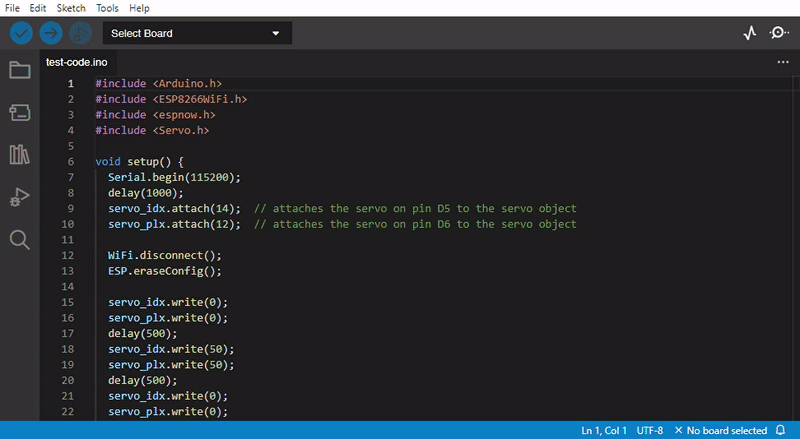 File Edit Sketch Tools Help
Select Board
test-code.ino
1 #include <Arduino.h>
2 #include <ESP8266WiFi.h>
3 #include <espnow.h>
4 #include <Servo.h>
5
6 void setup() {
7 Serial.begin(115200);
8 delay(1000);
9 servo_idx.attach(14);  // attaches the servo on pin D5 to the servo object
10 servo_plx.attach(12);  // attaches the servo on pin D6 to the servo object
11
12 WiFi.disconnect();
13 ESP.eraseConfig();
14
15 servo_idx.write(0);
16 servo_plx.write(0);
17 delay(500);
18 servo_idx.write(50);
19 servo_plx.write(50);
20 delay(500);
21 servo_idx.write(0);
22 servo_plx.write(0);
Ln 1, Col 1 UTF-8 No board selected